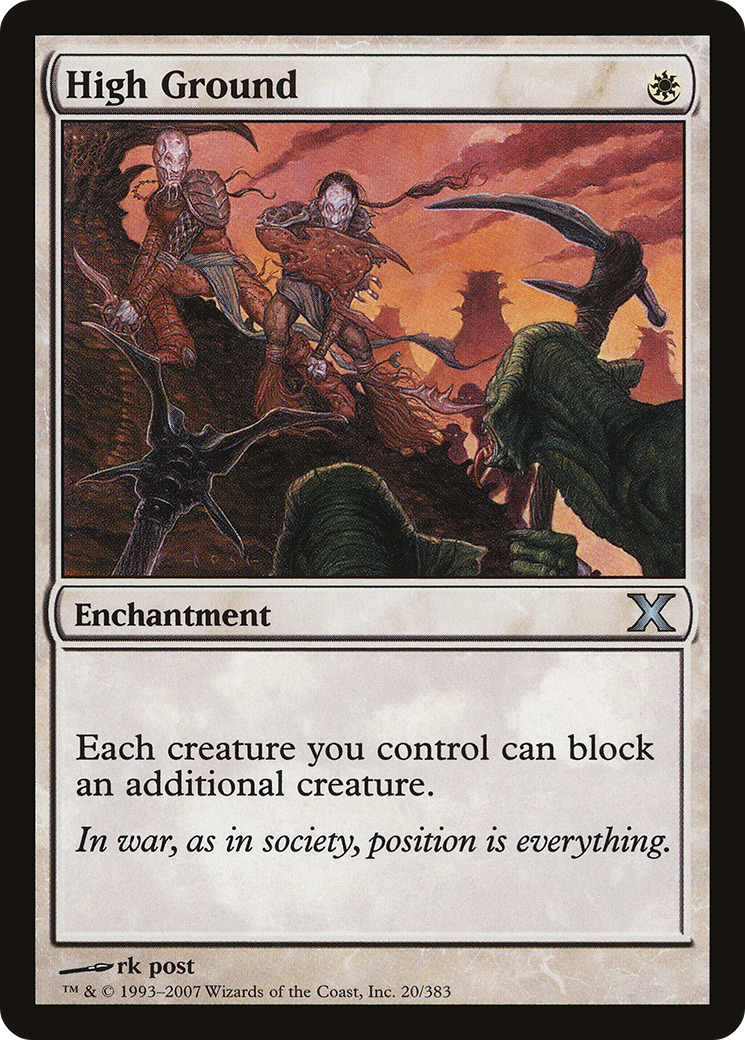 High Ground
Enchantment
X
Each creature you control can block
an additional creature.
In war, as in society, position is everything.
rk post
™ & © 1993–2007 Wizards of the Coast, Inc. 20/383